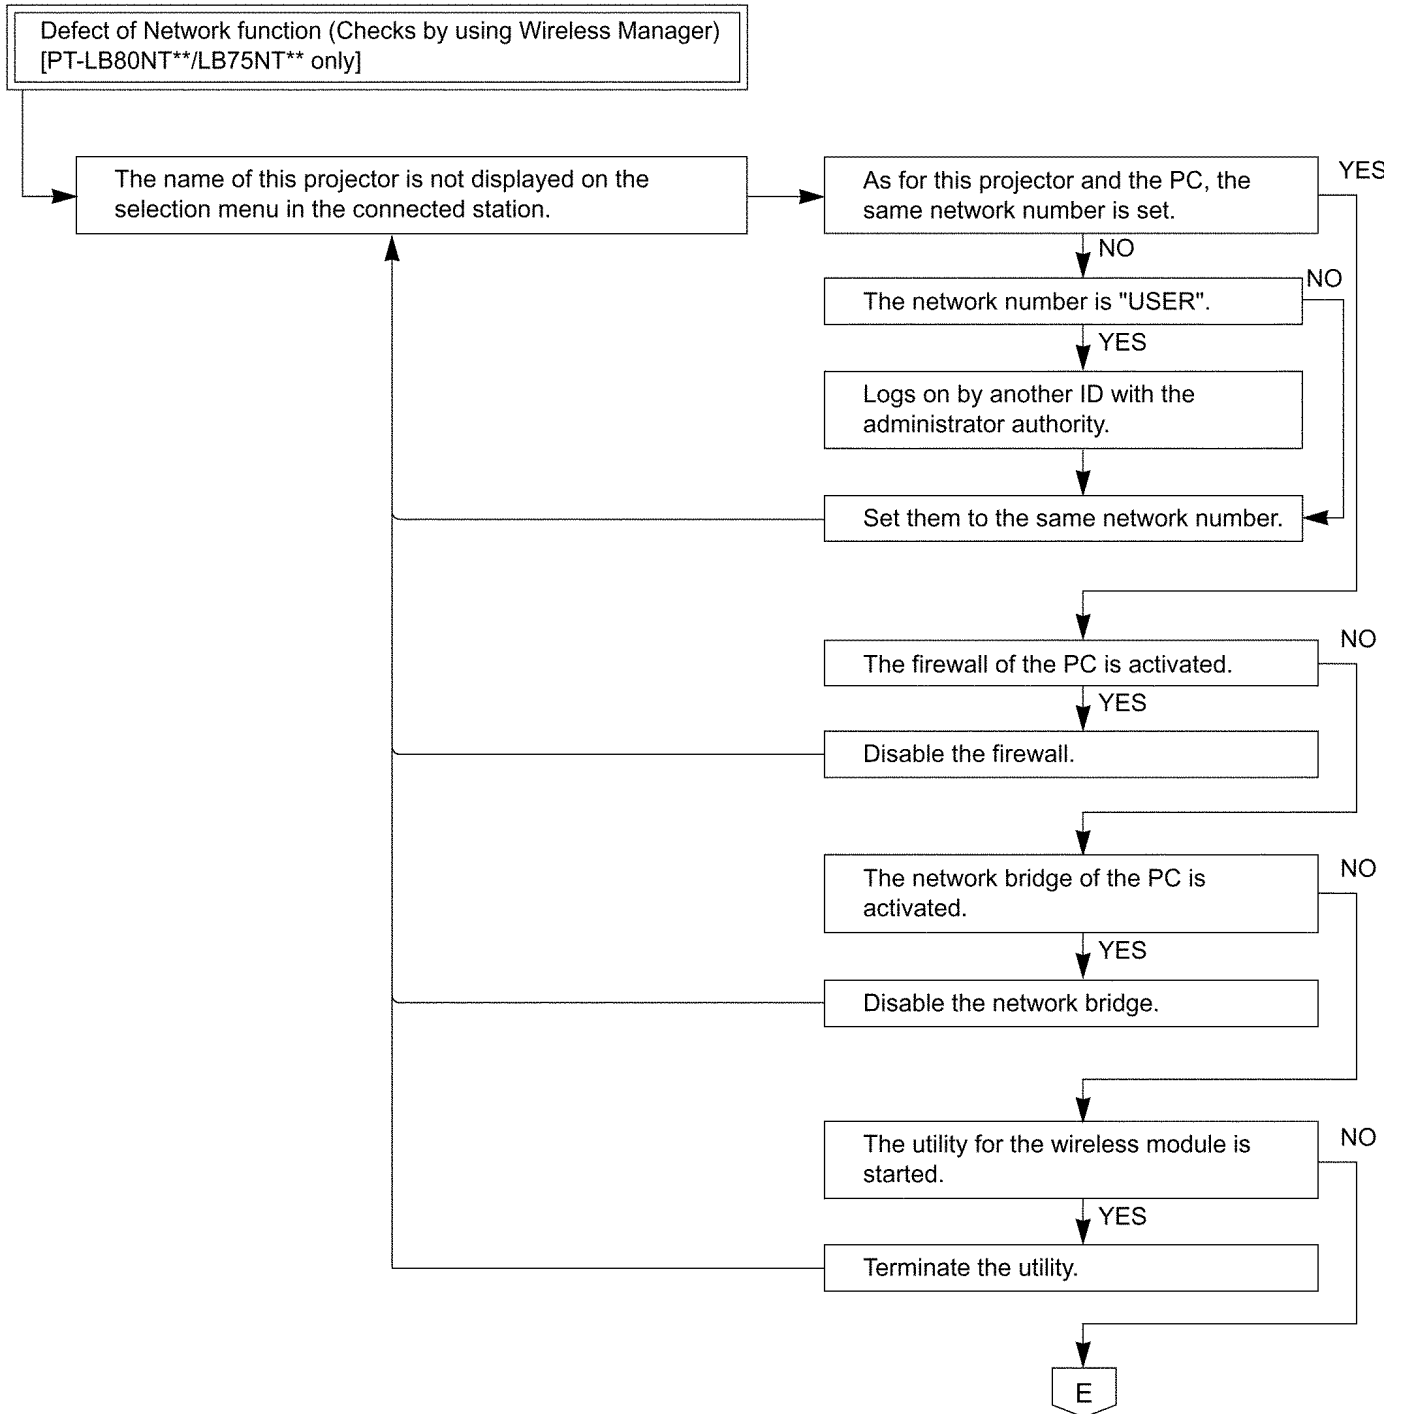 Defect of Network function (Checks by using Wireless Manager)
[PT-LB80NT**/LB75NT** only]
The name of this projector is not displayed on the
selection menu in the connected station.
As for this projector and the PC, the
same network number is set.
YES
NO
The network number is "USER".
NO
YES
Logs on by another ID with the
administrator authority.
Set them to the same network number.
The firewall of the PC is activated.
NO
YES
Disable the firewall.
The network bridge of the PC is
activated.
NO
YES
Disable the network bridge.
The utility for the wireless module is
started.
NO
YES
Terminate the utility.
E